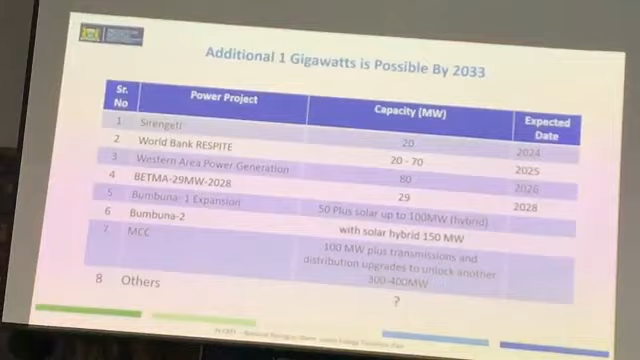 Additional 1 Gigawatts is Possible By 2033
Sr. No Power Project Capacity (MW) Expected Date
1 Sirengeti 20 2024
2 World Bank RESPITE 20 - 70 2025
3 Western Area Power Generation 80 2026
4 BETMA-29MW-2028 29 2028
5 Bumbuna- 1 Expansion 50 Plus solar up to 100MW (hybrid)
6 Bumbuna-2 with solar hybrid 150 MW
7 MCC 100 MW plus transmissions and
distribution upgrades to unlock another
300-400MW
8 Others ?